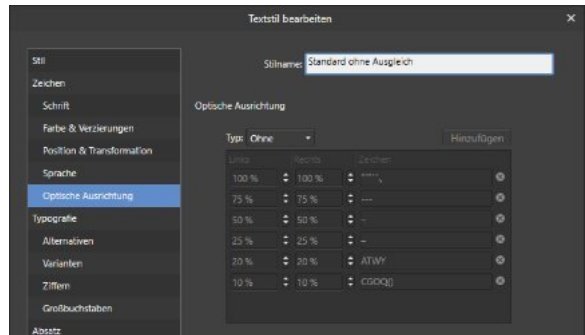 Textstil bearbeiten
Stil
Stilname: Standard ohne Ausgleich
Zeichen
Schrift
Optische Ausrichtung
Farbe & Verzierungen
Typ: Ohne
Hinzufügen
Position & Transformation
Links Rechts Zeichen
Sprache
100 % 100 %
Optische Ausrichtung
75 % 75 %
Typografie
50 % 50 % –
Alternativen
25 % 25 % –
Varianten
20 % 20 % ATWY
Ziffern
10 % 10 % CGOQ()
Großbuchstaben
Absatz